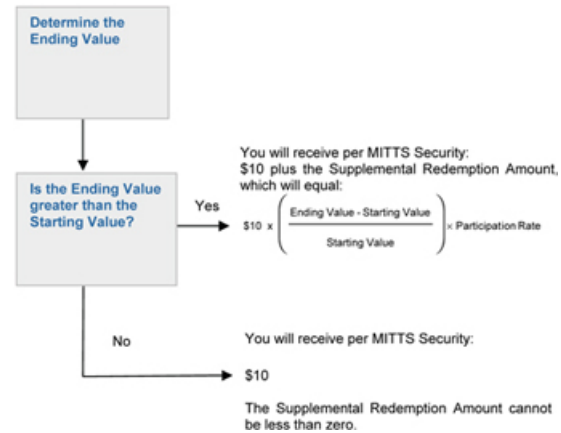 Determine the
Ending Value
You will receive per MITTS Security:
$10 plus the Supplemental Redemption Amount,
which will equal:
Is the Ending Value
greater than the
Starting Value?
Yes
$10 x ( Ending Value - Starting Value
Starting Value ) x Participation Rate
No
You will receive per MITTS Security:
$10
The Supplemental Redemption Amount cannot
be less than zero.